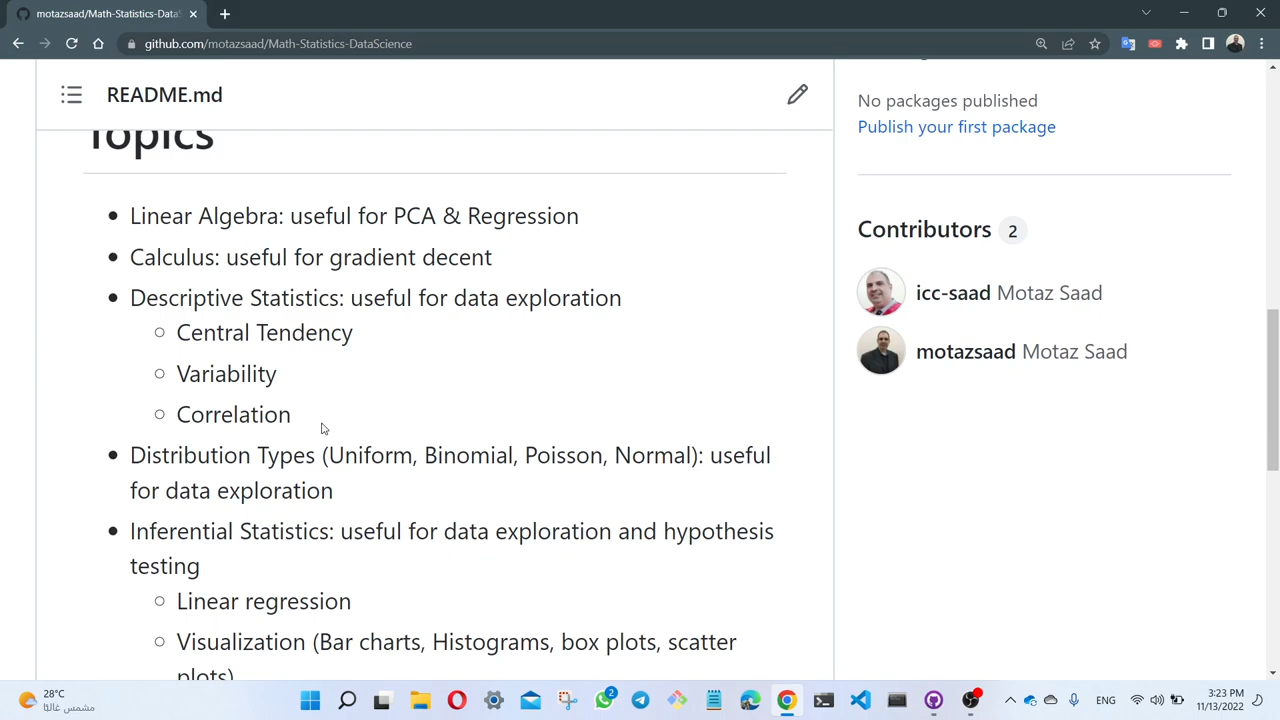 motazsaad/Math-Statistics-Data
github.com/motazsaad/Math-Statistics-DataScience
README.md
Topics
Linear Algebra: useful for PCA & Regression
Calculus: useful for gradient decent
Descriptive Statistics: useful for data exploration
Central Tendency
Variability
Correlation
Distribution Types (Uniform, Binomial, Poisson, Normal): useful
for data exploration
Inferential Statistics: useful for data exploration and hypothesis
testing
Linear regression
Visualization (Bar charts, Histograms, box plots, scatter
plots)
No packages published
Publish your first package
Contributors 2
icc-saad Motaz Saad
motazsaad Motaz Saad
28°C
مشمس غالبًا
2
ENG
3:23 PM
11/13/2022